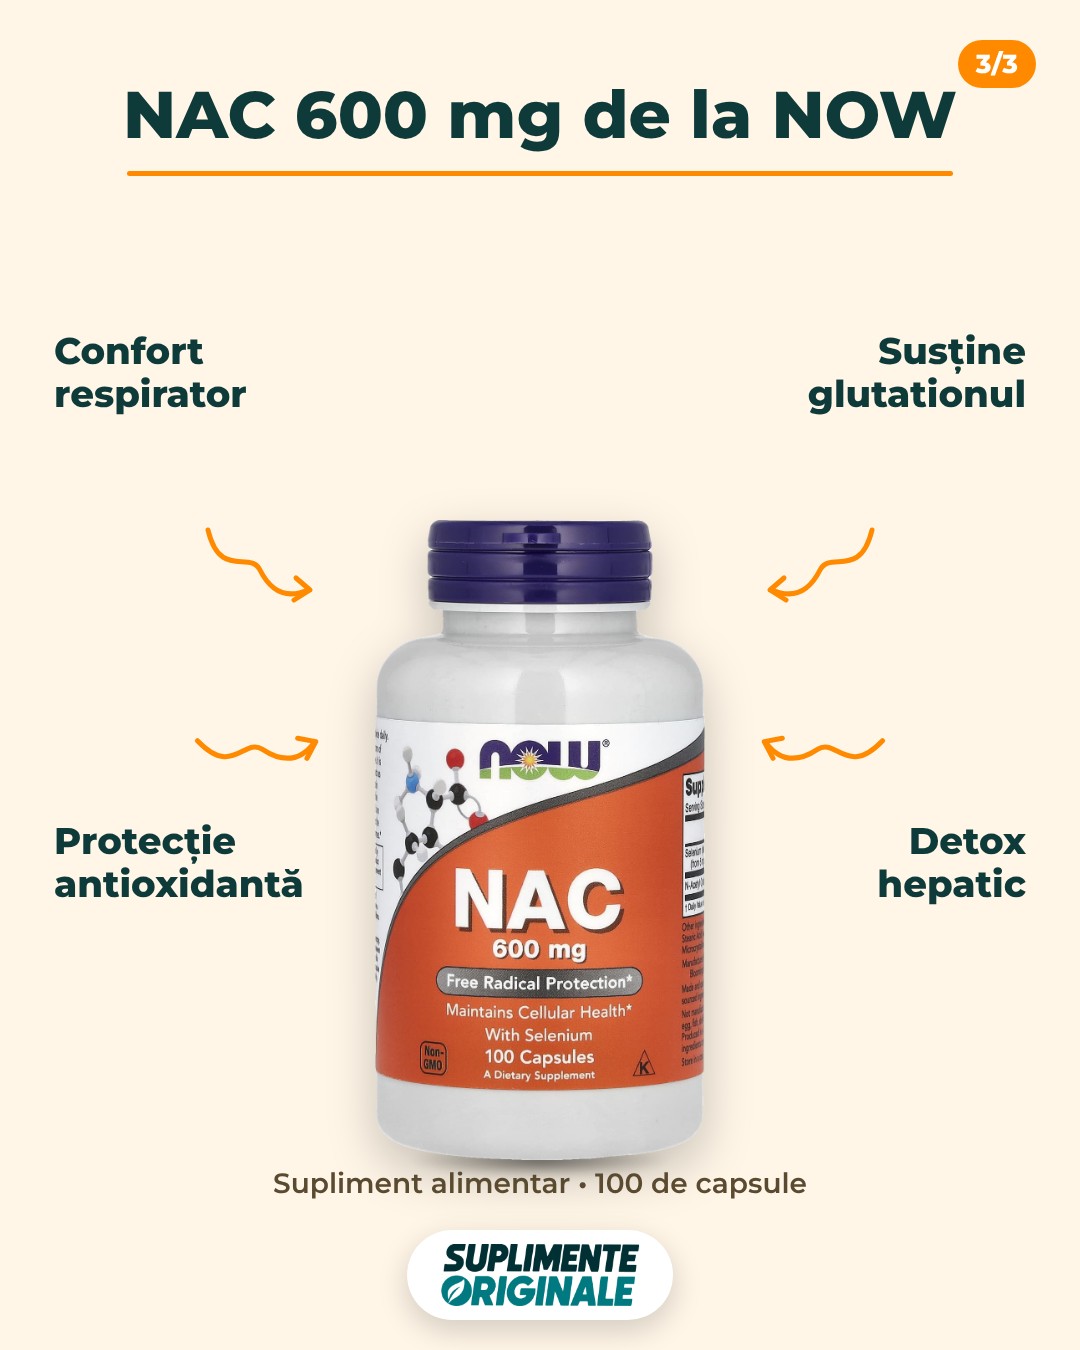 3/3
NAC 600 mg de la NOW
Confort
respirator
Susține
glutationul
Protecție
antioxidantă
Detox
hepatic
NOW®
NAC
600 mg
Free Radical Protection*
Maintains Cellular Health*
With Selenium
100 Capsules
A Dietary Supplement
Non-
GMO
K
Supliment alimentar • 100 de capsule
SUPLIMENTE
ORIGINALE